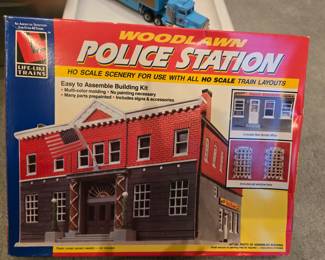 WOODLAWN
POLICE STATION
LIFE-LIKE
TRAINS
HO SCALE SCENERY FOR USE WITH ALL HO SCALE TRAIN LAYOUTS
Easy to Assemble Building Kit
• Multi-color molding • No painting necessary
• Many parts prepainted • Includes signs & accessories